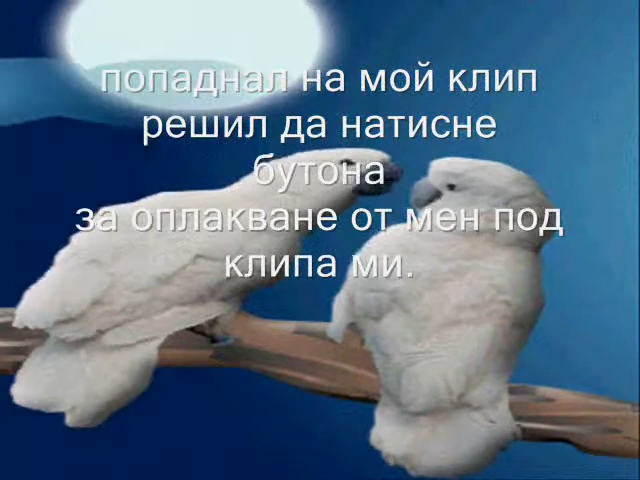 попаднал на мой клип
решил да натисне
бутона
за оплакване от мен под
клипа ми.